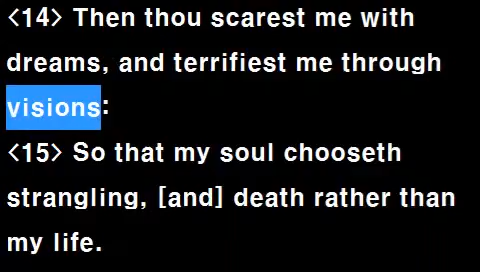 <14> Then thou scarest me with
dreams, and terrifiest me through
visions:
<15> So that my soul chooseth
strangling, [and] death rather than
my life.